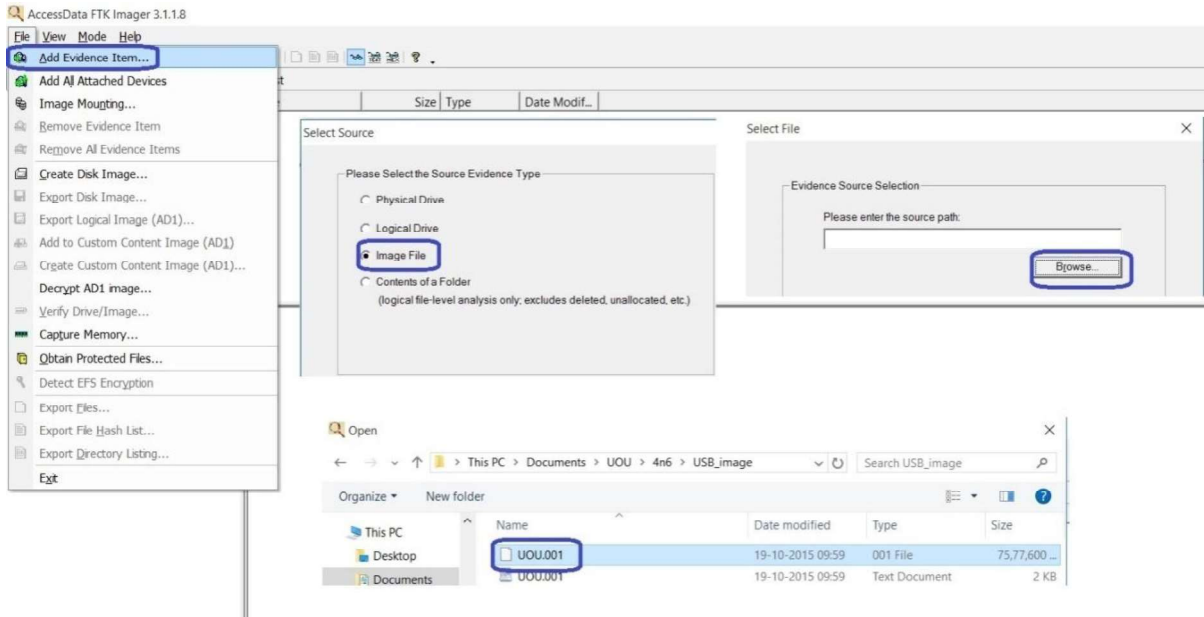 AccessData FTK Imager 3.1.1.8
File View Mode Help
Add Evidence Item...
Add All Attached Devices
Image Mounting...
Remove Evidence Item
Remove All Evidence Items
Create Disk Image...
Export Disk Image...
Export Logical Image (AD1)...
Add to Custom Content Image (AD1)
Create Custom Content Image (AD1)...
Decrypt AD1 image...
Verify Drive/Image...
Capture Memory...
Obtain Protected Files...
Detect EFS Encryption
Export Files...
Export File Hash List...
Export Directory Listing...
Exit
Size Type Date Modif...
Select Source
Please Select the Source Evidence Type
Physical Drive
Logical Drive
Image File
Contents of a Folder
(logical file-level analysis only; excludes deleted, unallocated, etc.)
Select File
Evidence Source Selection
Please enter the source path:
Browse...
Open
This PC > Documents > UOU > 4n6 > USB_image
Search USB_image
Organize New folder
This PC
Desktop
Documents
Name Date modified Type Size
UOU.001 19-10-2015 09:59 001 File 75,77,600 ...
UOU.001 19-10-2015 09:59 Text Document 2 KB